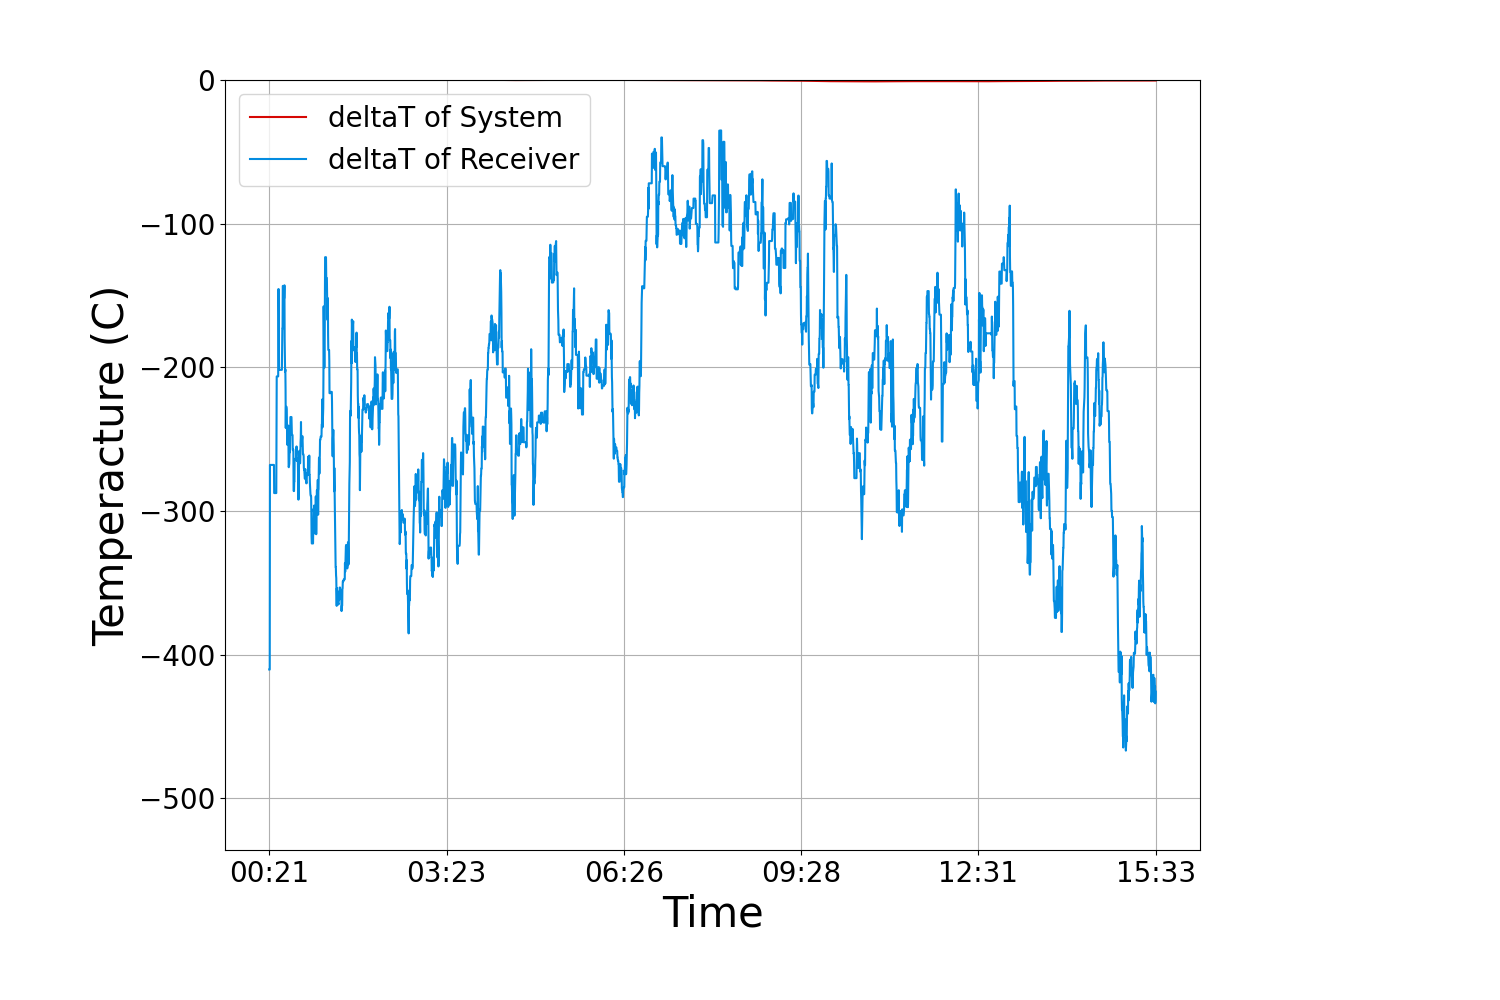 deltaT of System
deltaT of Receiver
0
−100
−200
−300
−400
−500
Temperacture (C)
00:21 03:23 06:26 09:28 12:31 15:33
Time